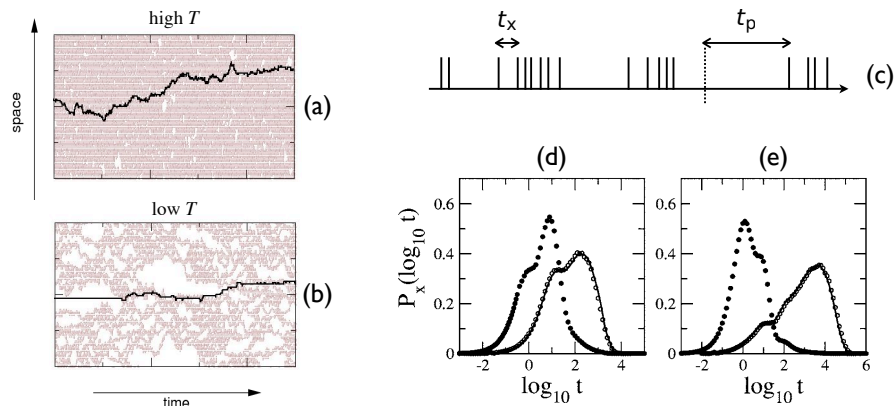 high T
space
(a)
low T
(b)
time
t_x
t_p
(c)
(d)
(e)
P_x(log_10 t)
0.6
0.4
0.2
0
-2 0 2 4
log_10 t
0.6
0.4
0.2
0
-2 0 2 4 6
log_10 t